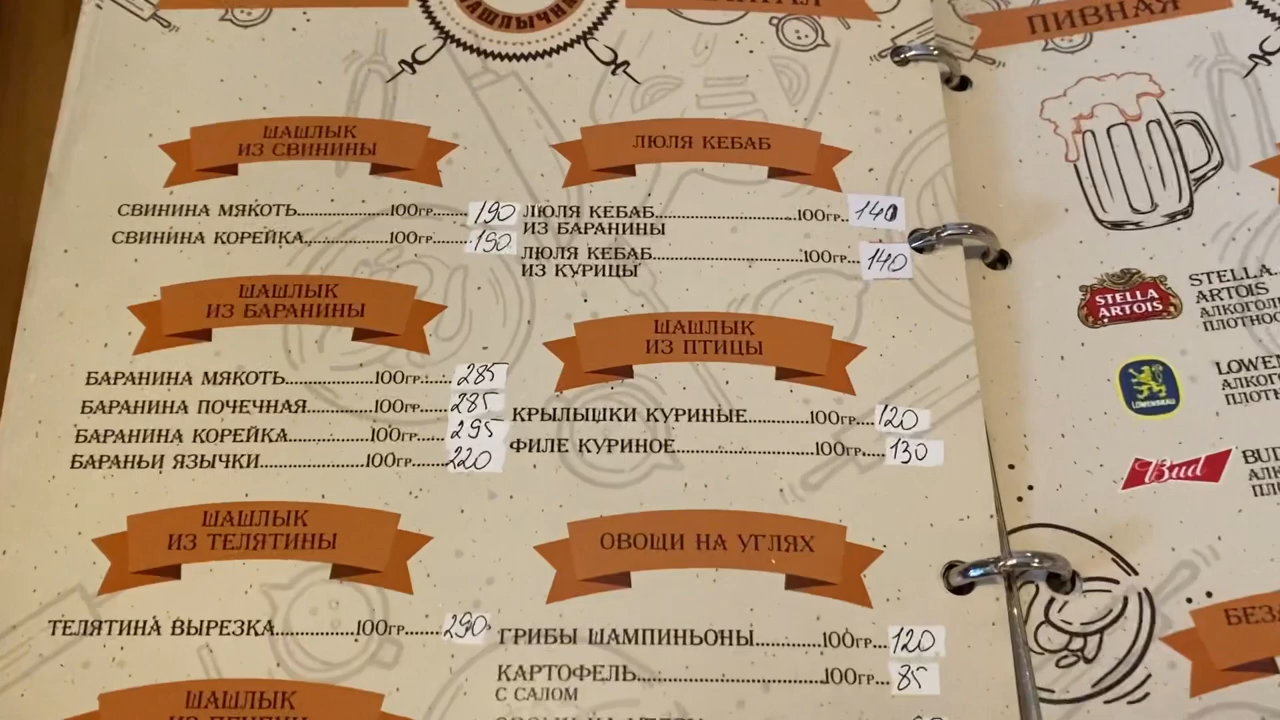 ШАШЛЫЧНАЯ
ПИВНАЯ
ШАШЛЫК
ИЗ СВИНИНЫ
СВИНИНА МЯКОТЬ..................100ГР....... 190
СВИНИНА КОРЕЙКА.................100ГР....... 190
ШАШЛЫК
ИЗ БАРАНИНЫ
БАРАНИНА МЯКОТЬ..................100ГР...... 285
БАРАНИНА ПОЧЕЧНАЯ............100ГР...... 285
БАРАНИНА КОРЕЙКА................100ГР...... 295
БАРАНЬИ ЯЗЫЧКИ.....................100ГР...... 220
ШАШЛЫК
ИЗ ТЕЛЯТИНЫ
ТЕЛЯТИНА ВЫРЕЗКА................100ГР...... 290
ШАШЛЫК
ЛЮЛЯ КЕБАБ
ЛЮЛЯ КЕБАБ...........................100ГР.. 140
ИЗ БАРАНИНЫ
ЛЮЛЯ КЕБАБ...........................100ГР... 140
ИЗ КУРИЦЫ
ШАШЛЫК
ИЗ ПТИЦЫ
КРЫЛЫШКИ КУРИНЫЕ............100ГР... 120
ФИЛЕ КУРИНОЕ.........................100ГР.... 130
ОВОЩИ НА УГЛЯХ
ГРИБЫ ШАМПИНЬОНЫ............100ГР... 120
КАРТОФЕЛЬ...............................100ГР... 85
С САЛОМ
STELLA
ARTOIS
STELLA
ARTOIS
LÖWENBRÄU
Bud